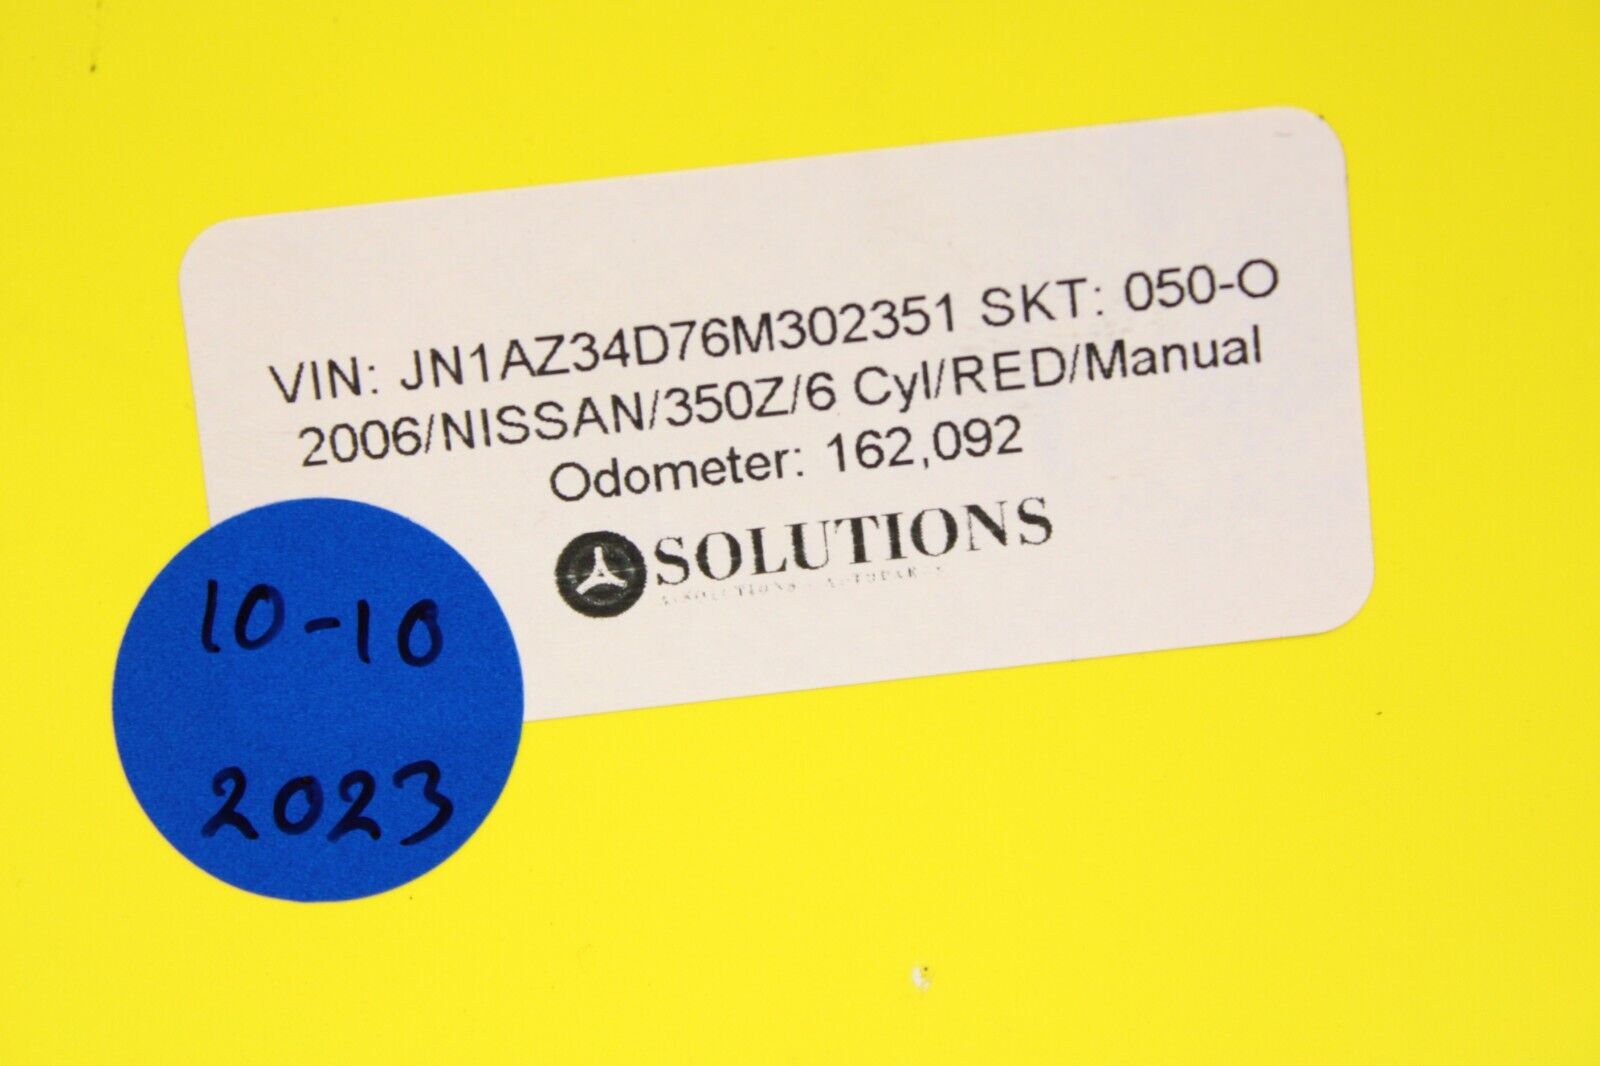 VIN: JN1AZ34D76M302351 SKT: 050-O
2006/NISSAN/350Z/6 Cyl/RED/Manual
Odometer: 162,092
SOLUTIONS
10-10
2023